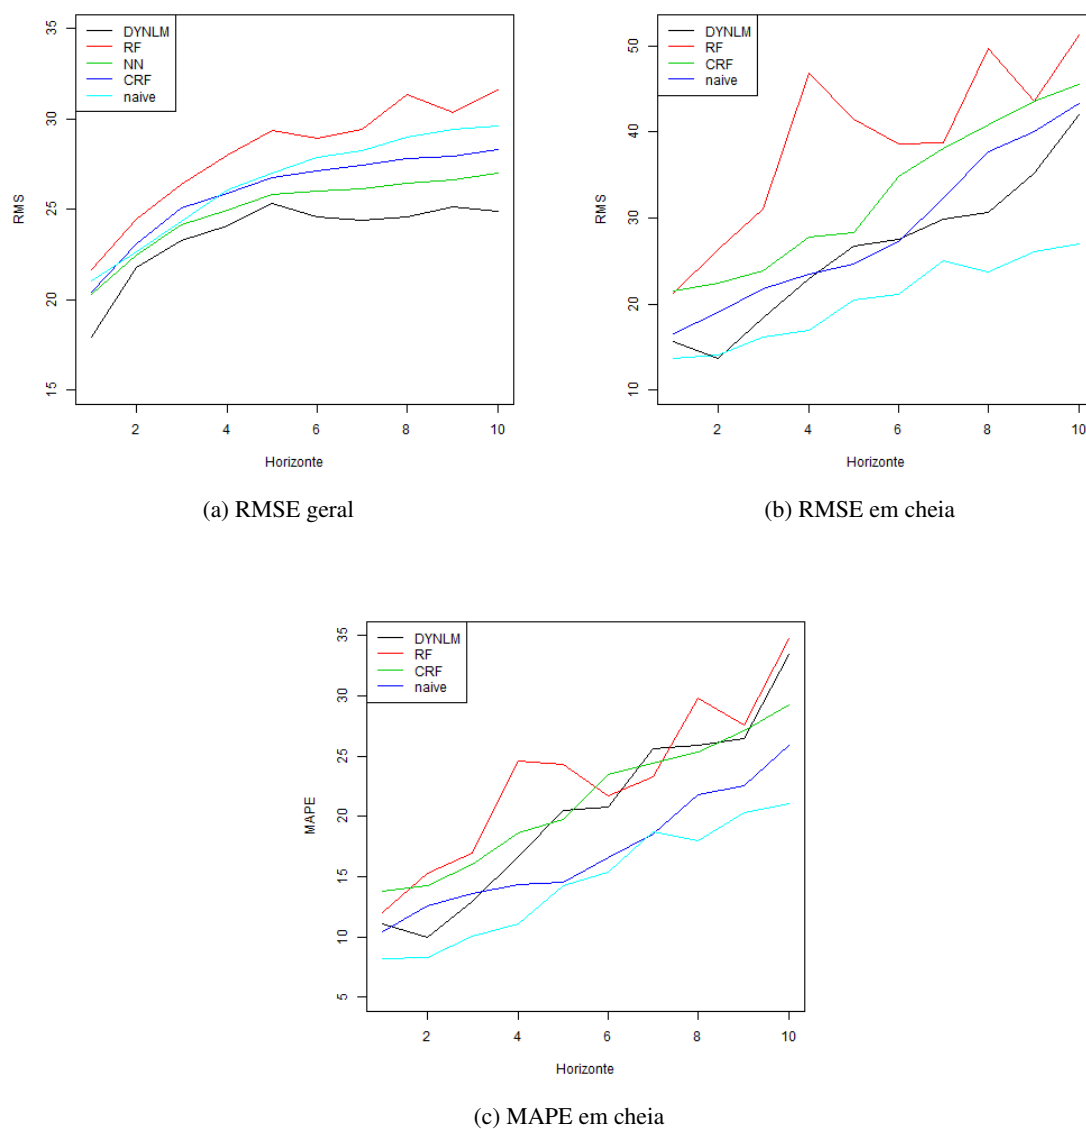 35
30
25
20
15
RMS
DYNLM
RF
NN
CRF
naive
2
4
6
8
10
Horizonte
(a) RMSE geral
50
40
30
20
10
RMS
DYNLM
RF
CRF
naive
2
4
6
8
10
Horizonte
(b) RMSE em cheia
35
30
25
20
15
10
5
MAPE
DYNLM
RF
CRF
naive
2
4
6
8
10
Horizonte
(c) MAPE em cheia